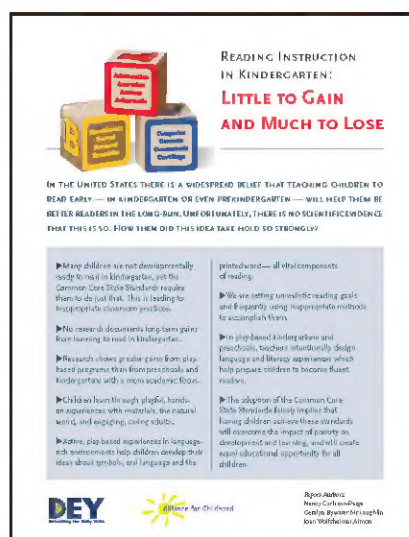 READING INSTRUCTION
IN KINDERGARTEN:
LITTLE TO GAIN
AND MUCH TO LOSE
IN THE UNITED STATES THERE IS A WIDESPREAD BELIEF THAT TEACHING CHILDREN TO
READ EARLY — IN KINDERGARTEN OR EVEN PREKINDERGARTEN — WILL HELP THEM BE
BETTER READERS IN THE LONG-RUN. UNFORTUNATELY, THERE IS NO SCIENTIFIC EVIDENCE
THAT THIS IS SO. HOW THEN DID THIS IDEA TAKE HOLD SO STRONGLY?
▶Many children are not developmentally
ready to read in kindergarten, yet the
Common Core State Standards require
them to do just that. This is leading to
inappropriate classroom practices.
▶No research documents long-term gains
from learning to read in kindergarten.
▶Research shows greater gains from play-
based programs than from preschools and
kindergartens with a more academic focus.
▶Children learn through playful, hands-
on experiences with materials, the natural
world, and engaging, caring adults.
▶Active, play-based experiences in language-
rich environments help children develop their
ideas about symbols, oral language and the
printed word — all vital components
of reading.
▶We are setting unrealistic reading goals
and frequently using inappropriate methods
to accomplish them.
▶In play-based kindergartens and
preschools, teachers intentionally design
language and literacy experiences which
help prepare children to become fluent
readers.
▶The adoption of the Common Core
State Standards falsely implies that
having children achieve these standards
will overcome the impact of poverty on
development and learning, and will create
equal educational opportunity for all
children.
DEY
Alliance for Childhood
Report Authors:
Nancy Carlsson-Paige
Geralyn Bywater McLaughlin
Joan Wolfsheimer Almon